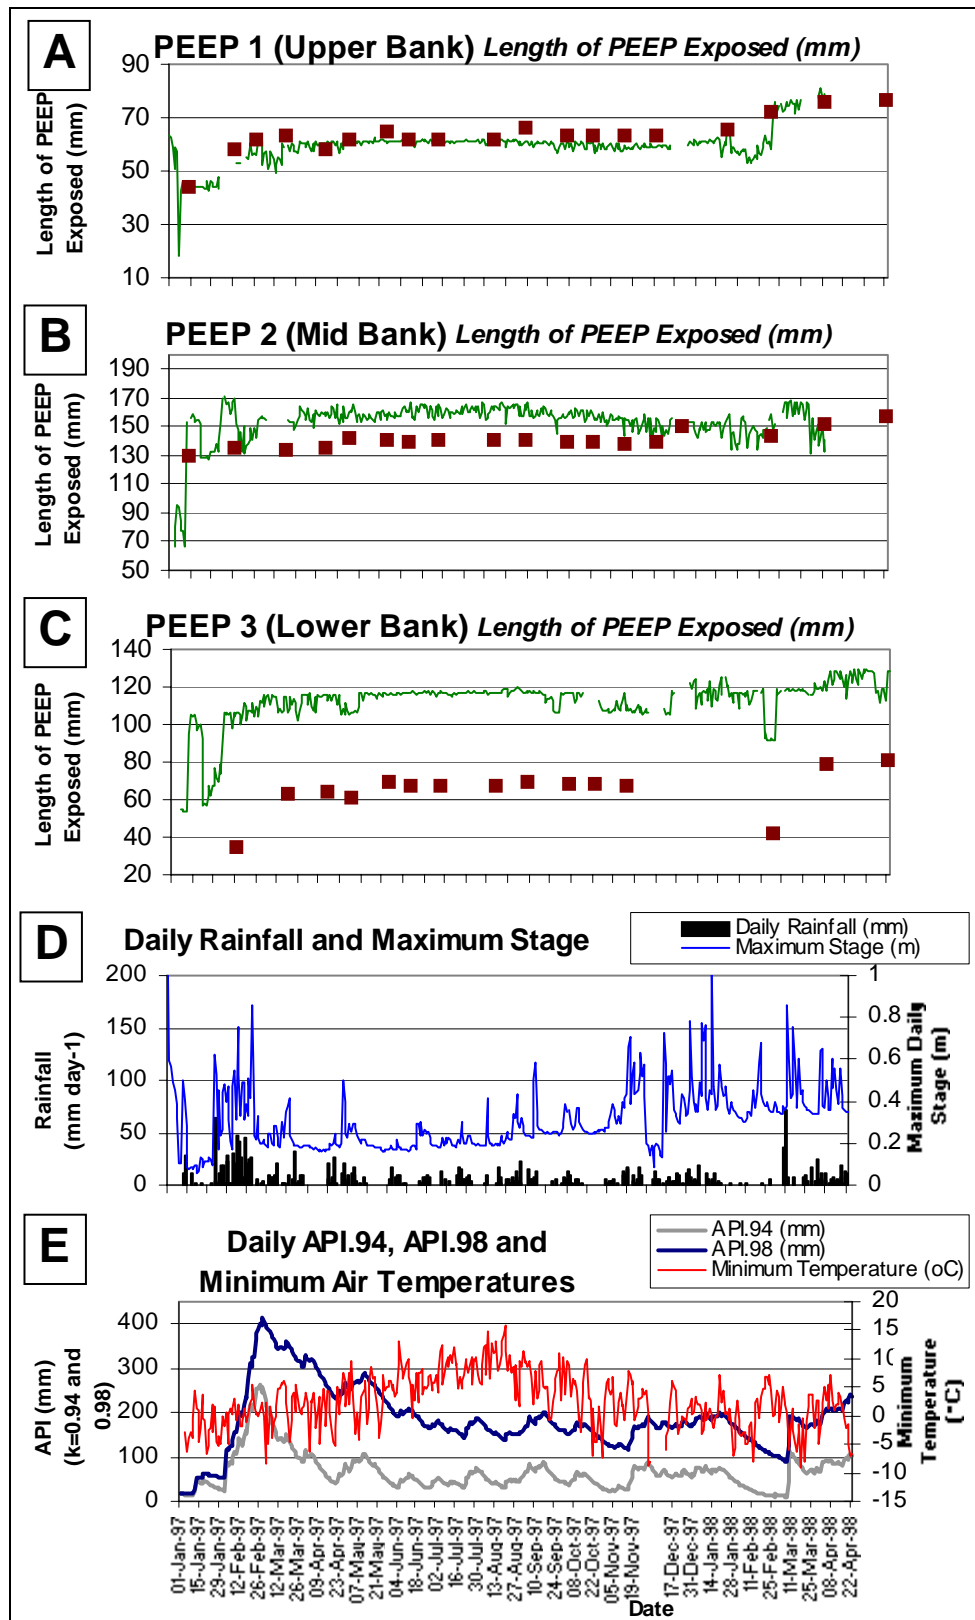 A
PEEP 1 (Upper Bank) Length of PEEP Exposed (mm)
Length of PEEP
Exposed (mm)
90
70
50
30
10
B
PEEP 2 (Mid Bank) Length of PEEP Exposed (mm)
Length of PEEP
Exposed (mm)
190
170
150
130
110
90
70
50
C
PEEP 3 (Lower Bank) Length of PEEP Exposed (mm)
Length of PEEP
Exposed (mm)
140
120
100
80
60
40
20
D
Daily Rainfall and Maximum Stage
Daily Rainfall (mm)
Maximum Stage (m)
Rainfall
(mm day-1)
200
150
100
50
0
1
0.8
0.6
0.4
0.2
0
Maximum Daily
Stage (m)
E
Daily API.94, API.98 and
Minimum Air Temperatures
API.94 (mm)
API.98 (mm)
Minimum Temperature (oC)
API (mm)
(k=0.94 and
0.98)
400
300
200
100
0
20
15
10
5
0
-5
-10
-15
Minimum
Temperature
(°C)
01-Jan-97
15-Jan-97
29-Jan-97
12-Feb-97
26-Feb-97
12-Mar-97
26-Mar-97
09-Apr-97
23-Apr-97
07-May-97
21-May-97
04-Jun-97
18-Jun-97
02-Jul-97
16-Jul-97
30-Jul-97
13-Aug-97
27-Aug-97
10-Sep-97
24-Sep-97
08-Oct-97
22-Oct-97
05-Nov-97
19-Nov-97
17-Dec-97
31-Dec-97
14-Jan-98
28-Jan-98
11-Feb-98
25-Feb-98
11-Mar-98
25-Mar-98
08-Apr-98
22-Apr-98
Date